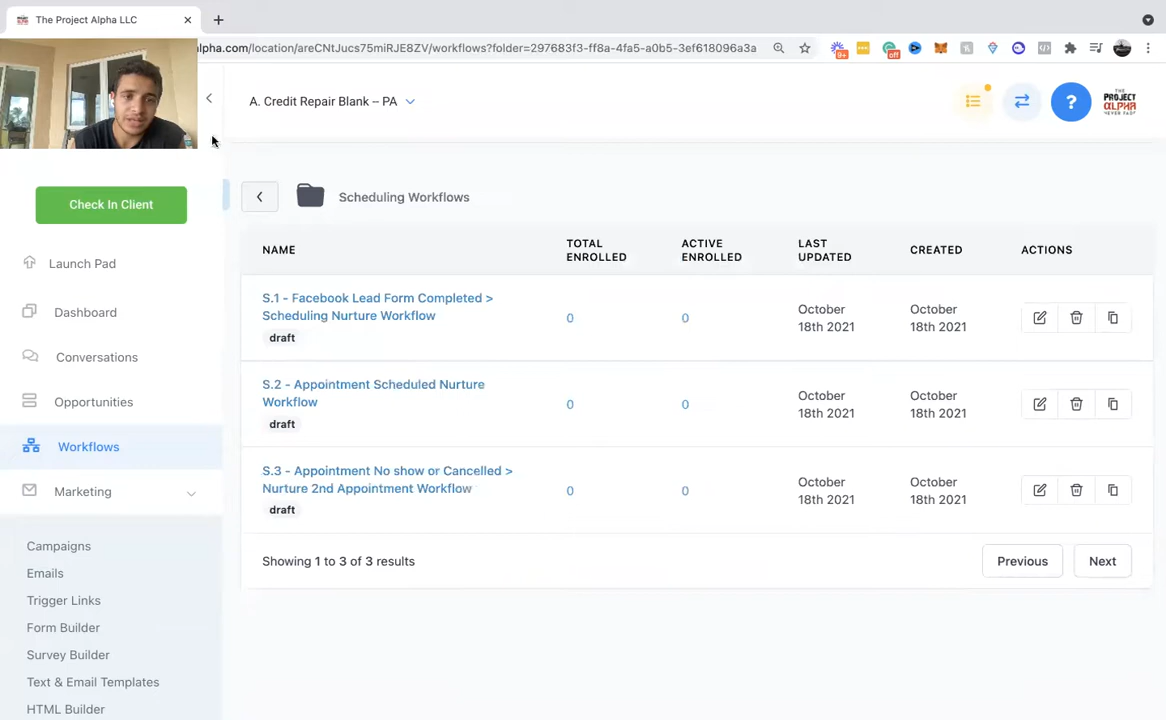 The Project Alpha LLC
alpha.com/location/areCNtJucs75miRJE8ZV/workflows?folder=297683f3-ff8a-4fa5-a0b5-3ef618096a3a
9+
off
A. Credit Repair Blank -- PA
?
THE
PROJECT
ALPHA
NEVER FADE
Check In Client
Launch Pad
Dashboard
Conversations
Opportunities
Workflows
Marketing
Campaigns
Emails
Trigger Links
Form Builder
Survey Builder
Text & Email Templates
HTML Builder
Scheduling Workflows
NAME
TOTAL ENROLLED
ACTIVE ENROLLED
LAST UPDATED
CREATED
ACTIONS
S.1 - Facebook Lead Form Completed >
Scheduling Nurture Workflow
draft
0
0
October
18th 2021
October
18th 2021
S.2 - Appointment Scheduled Nurture
Workflow
draft
0
0
October
18th 2021
October
18th 2021
S.3 - Appointment No show or Cancelled >
Nurture 2nd Appointment Workflow
draft
0
0
October
18th 2021
October
18th 2021
Showing 1 to 3 of 3 results
Previous
Next